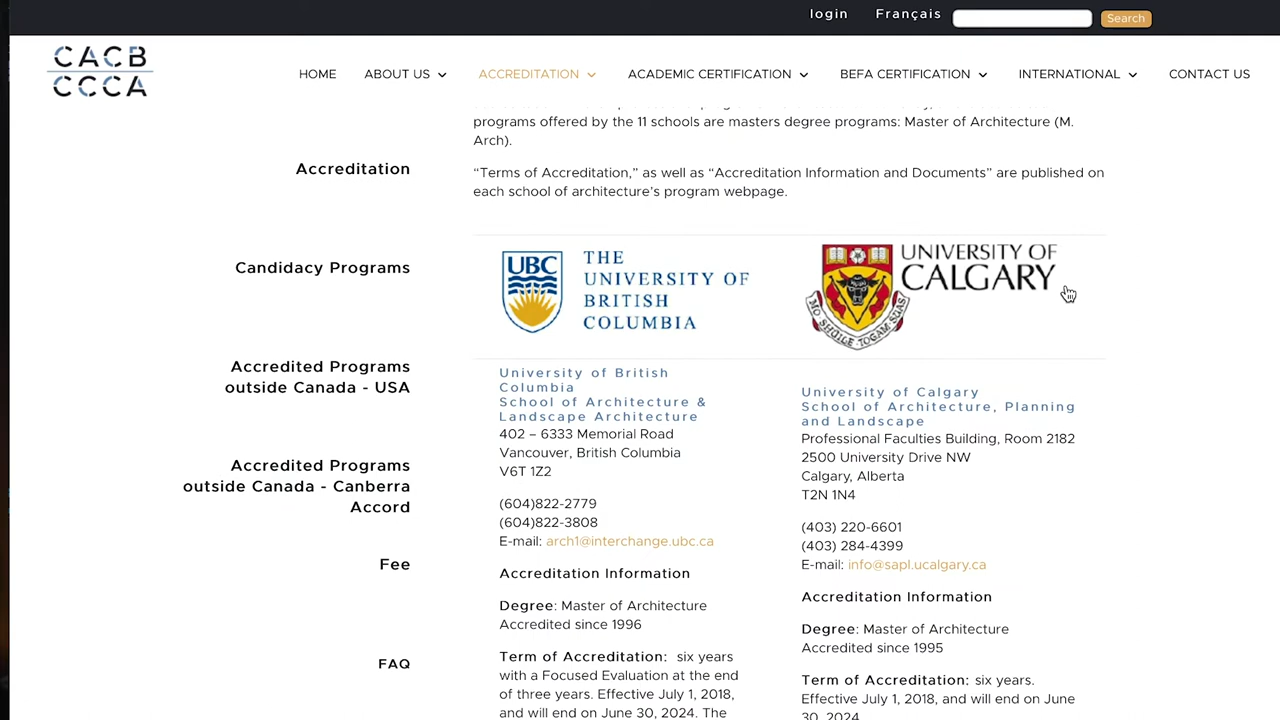 login
Français
Search
CACB
CCCA
HOME
ABOUT US
ACCREDITATION
ACADEMIC CERTIFICATION
BEFA CERTIFICATION
INTERNATIONAL
CONTACT US
programs offered by the 11 schools are masters degree programs: Master of Architecture (M.
Arch).
“Terms of Accreditation,” as well as “Accreditation Information and Documents” are published on
each school of architecture’s program webpage.
Accreditation
Candidacy Programs
Accredited Programs
outside Canada - USA
Accredited Programs
outside Canada - Canberra
Accord
Fee
FAQ
UBC
THE
UNIVERSITY OF
BRITISH
COLUMBIA
University of British
Columbia
School of Architecture &
Landscape Architecture
402 – 6333 Memorial Road
Vancouver, British Columbia
V6T 1Z2
(604)822-2779
(604)822-3808
E-mail: arch1@interchange.ubc.ca
Accreditation Information
Degree: Master of Architecture
Accredited since 1996
Term of Accreditation: six years
with a Focused Evaluation at the end
of three years. Effective July 1, 2018,
and will end on June 30, 2024. The
UNIVERSITY OF
CALGARY
MO SHÙILE TOGAM SUAS
University of Calgary
School of Architecture, Planning
and Landscape
Professional Faculties Building, Room 2182
2500 University Drive NW
Calgary, Alberta
T2N 1N4
(403) 220-6601
(403) 284-4399
E-mail: info@sapl.ucalgary.ca
Accreditation Information
Degree: Master of Architecture
Accredited since 1995
Term of Accreditation: six years.
Effective July 1, 2018, and will end on June
30, 2024